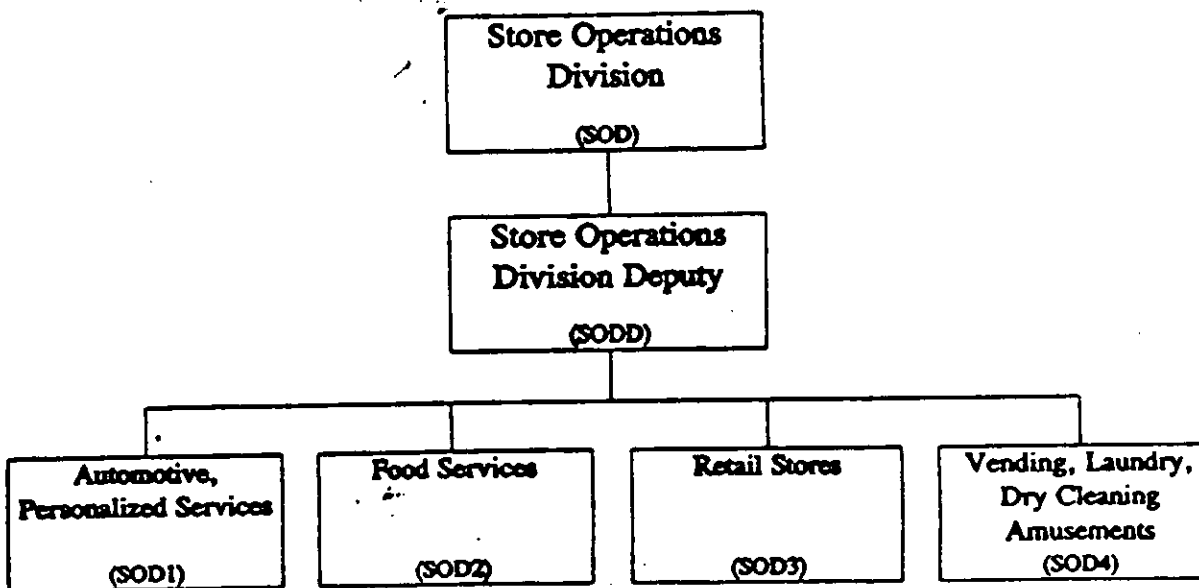 Store Operations
Division
(SOD)
Store Operations
Division Deputy
(SODD)
Automotive,
Personalized Services
(SOD1)
Food Services
(SOD2)
Retail Stores
(SOD3)
Vending, Laundry,
Dry Cleaning
Amusements
(SOD4)